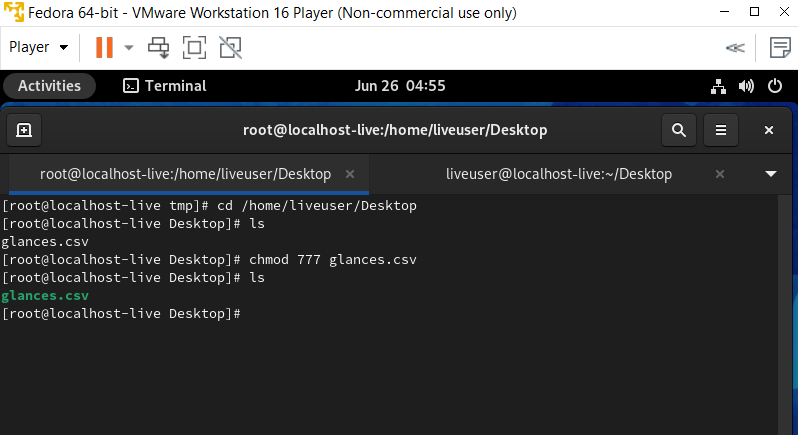 Fedora 64-bit - VMware Workstation 16 Player (Non-commercial use only)
Player
Activities Terminal Jun 26 04:55
root@localhost-live:/home/liveuser/Desktop
root@localhost-live:/home/liveuser/Desktop liveuser@localhost-live:~/Desktop
[root@localhost-live tmp]# cd /home/liveuser/Desktop
[root@localhost-live Desktop]# ls
glances.csv
[root@localhost-live Desktop]# chmod 777 glances.csv
[root@localhost-live Desktop]# ls
glances.csv
[root@localhost-live Desktop]#